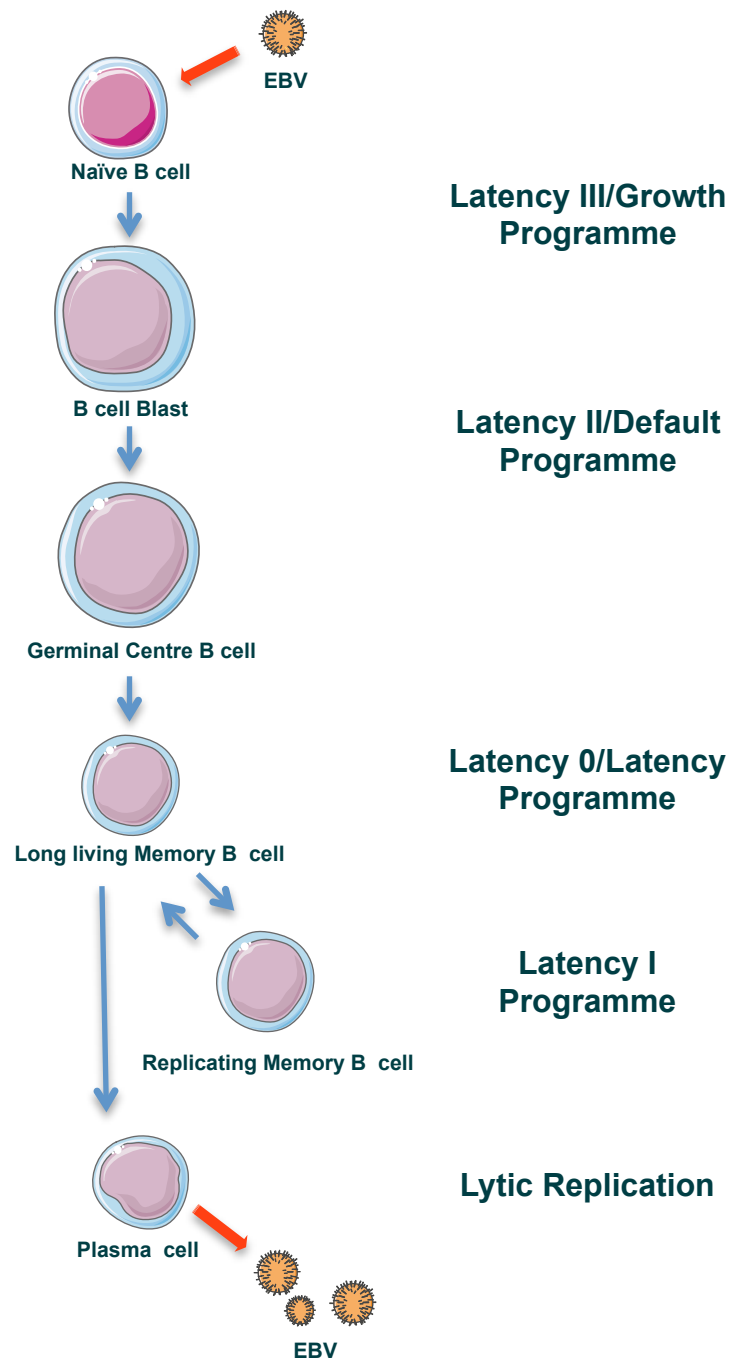 EBV
Naïve B cell
Latency III/Growth
Programme
B cell Blast
Latency II/Default
Programme
Germinal Centre B cell
Latency 0/Latency
Programme
Long living Memory B cell
Latency I
Programme
Replicating Memory B cell
Lytic Replication
Plasma cell
EBV